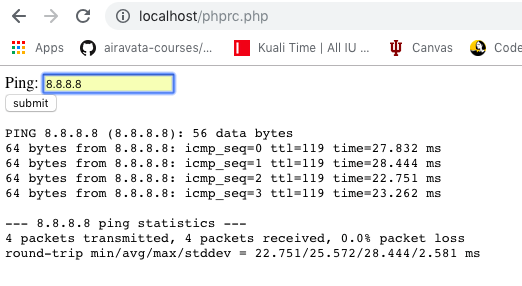 localhost/phprc.php
Apps airavata-courses/... Kuali Time | All IU ... Canvas Code
Ping: 8.8.8.8
submit
PING 8.8.8.8 (8.8.8.8): 56 data bytes
64 bytes from 8.8.8.8: icmp_seq=0 ttl=119 time=27.832 ms
64 bytes from 8.8.8.8: icmp_seq=1 ttl=119 time=28.444 ms
64 bytes from 8.8.8.8: icmp_seq=2 ttl=119 time=22.751 ms
64 bytes from 8.8.8.8: icmp_seq=3 ttl=119 time=23.262 ms
--- 8.8.8.8 ping statistics ---
4 packets transmitted, 4 packets received, 0.0% packet loss
round-trip min/avg/max/stddev = 22.751/25.572/28.444/2.581 ms